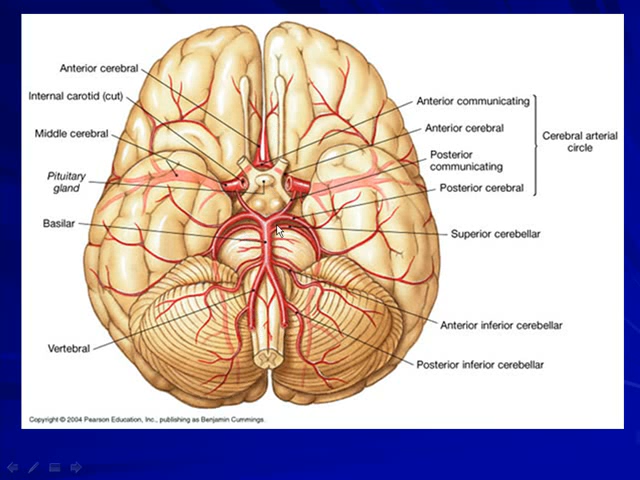 Anterior cerebral
Internal carotid (cut)
Middle cerebral
Pituitary
gland
Basilar
Vertebral
Anterior communicating
Anterior cerebral
Posterior
communicating
Posterior cerebral
Cerebral arterial
circle
Superior cerebellar
Anterior inferior cerebellar
Posterior inferior cerebellar
Copyright © 2004 Pearson Education, Inc., publishing as Benjamin Cummings.